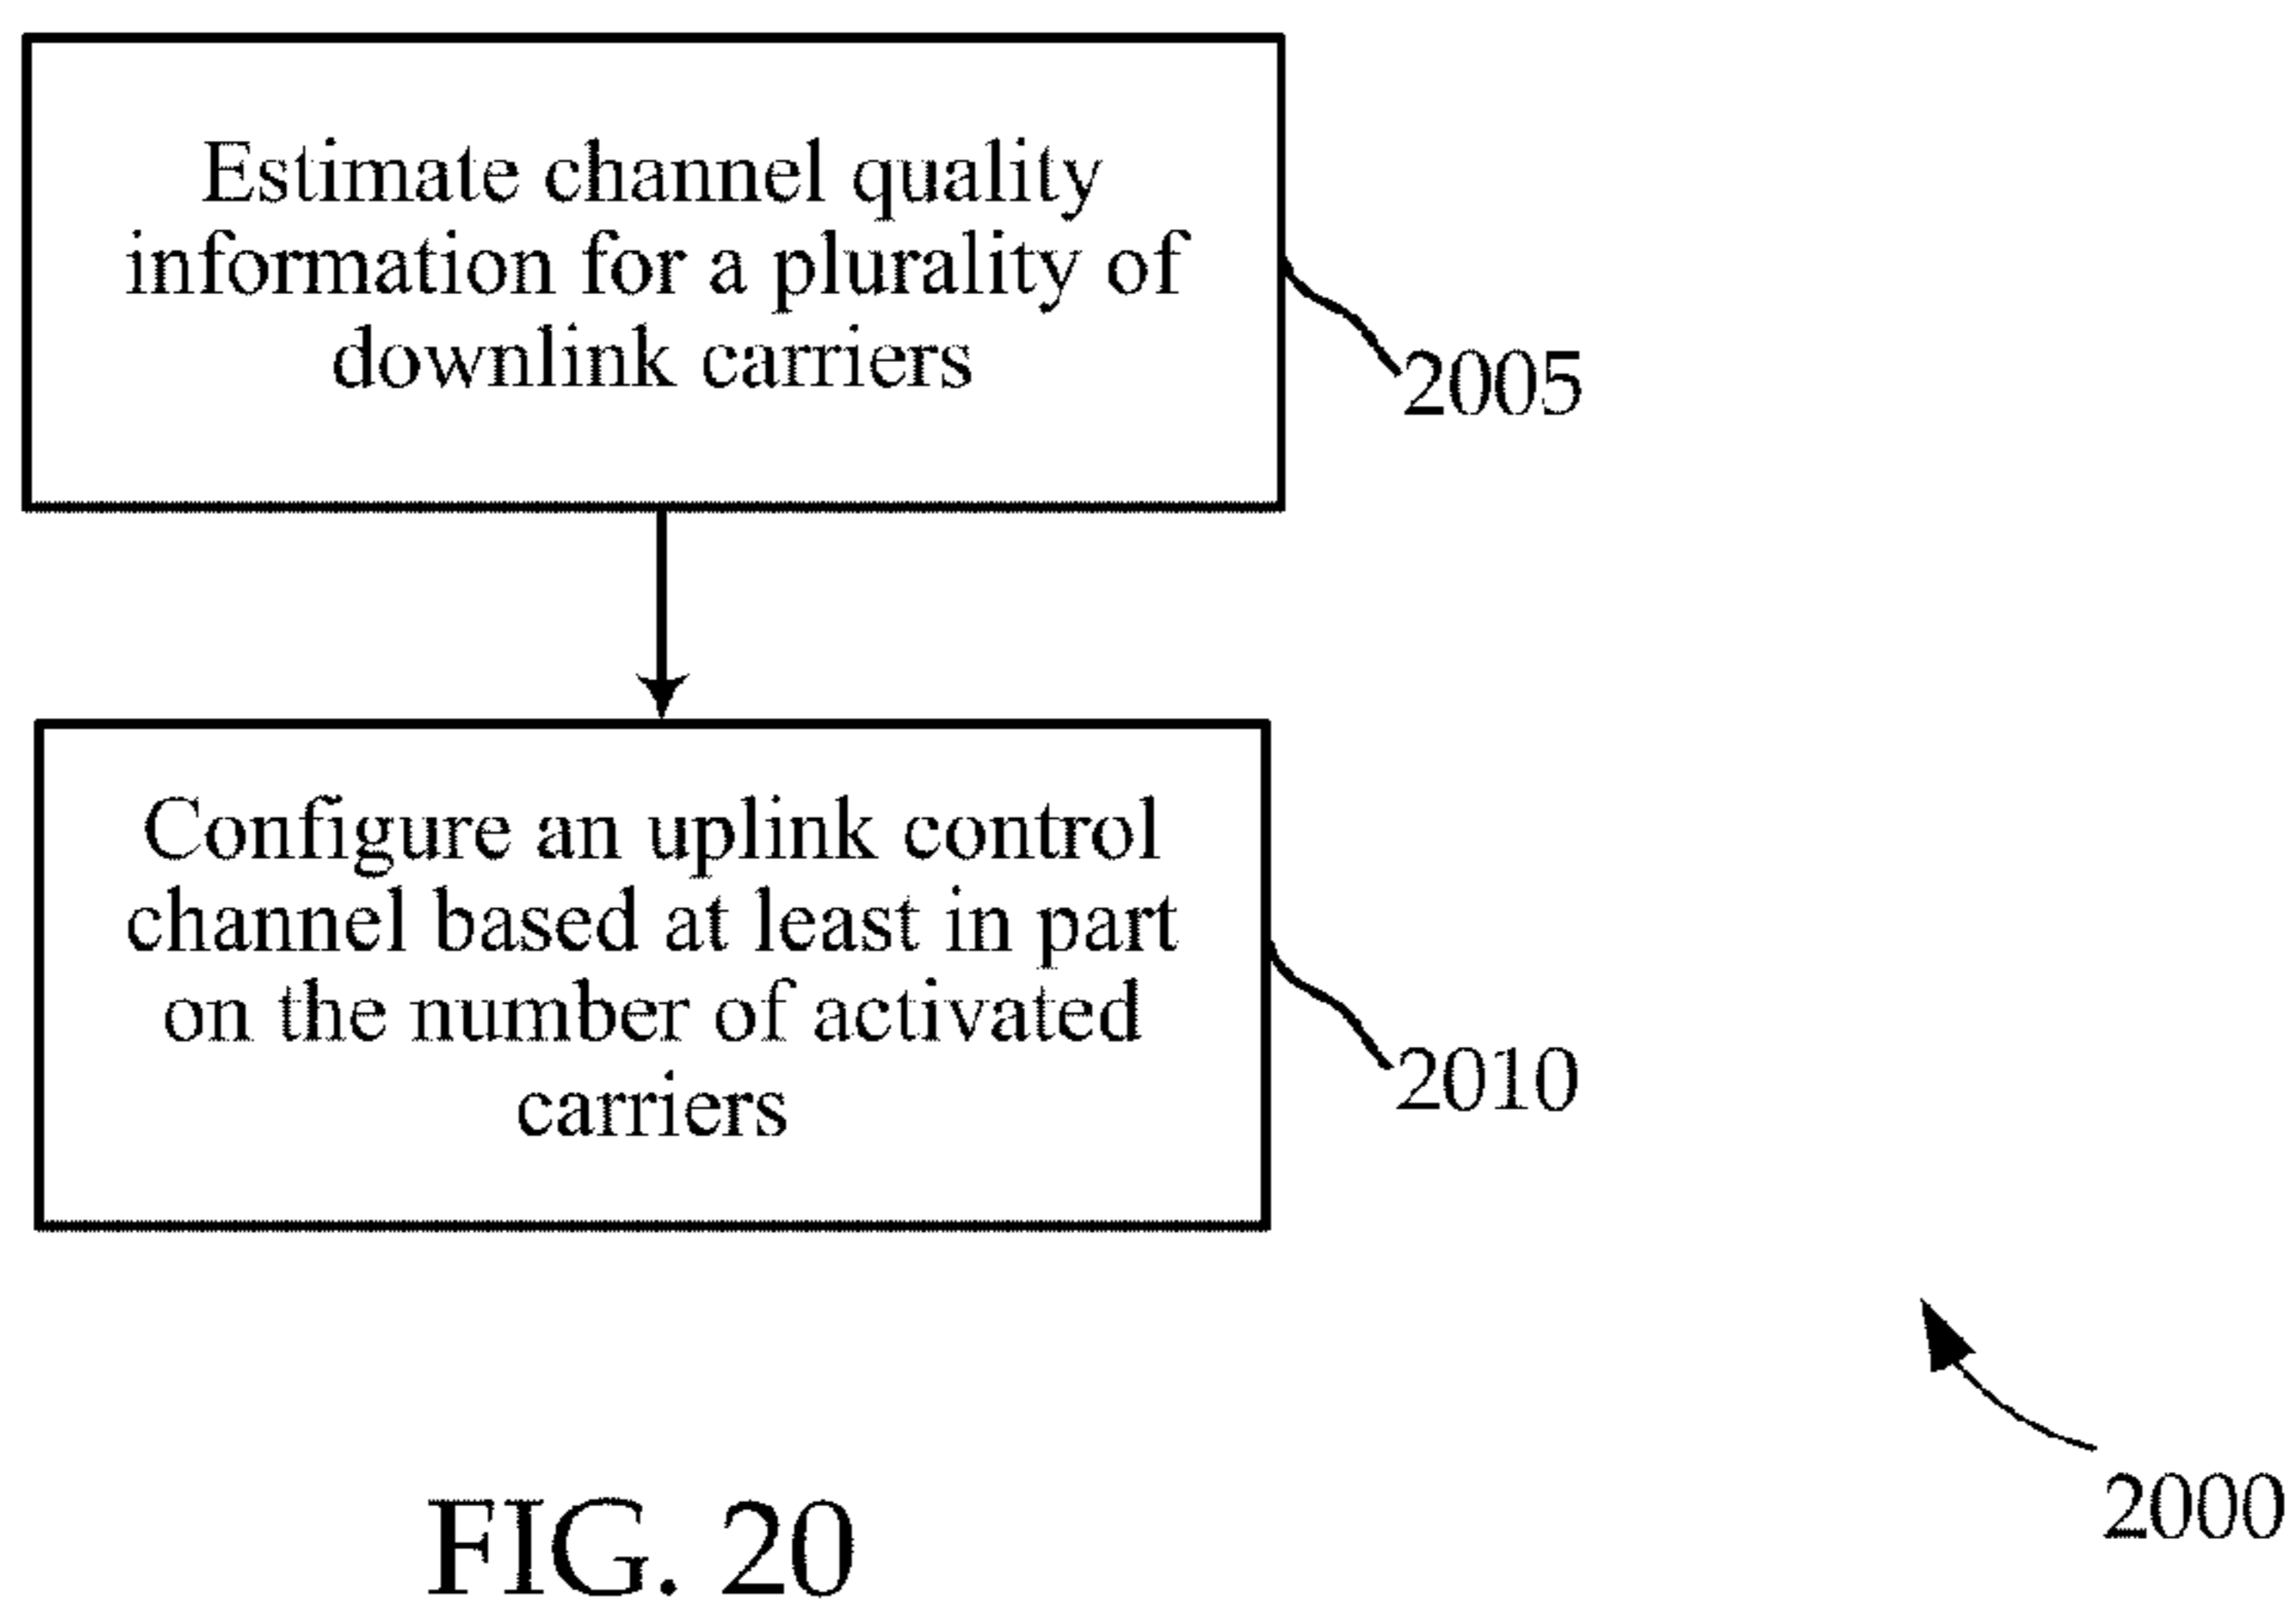 Estimate channel quality
information for a plurality of
downlink carriers
2005
Configure an uplink control
channel based at least in part
on the number of activated
carriers
2010
2000
FIG. 20